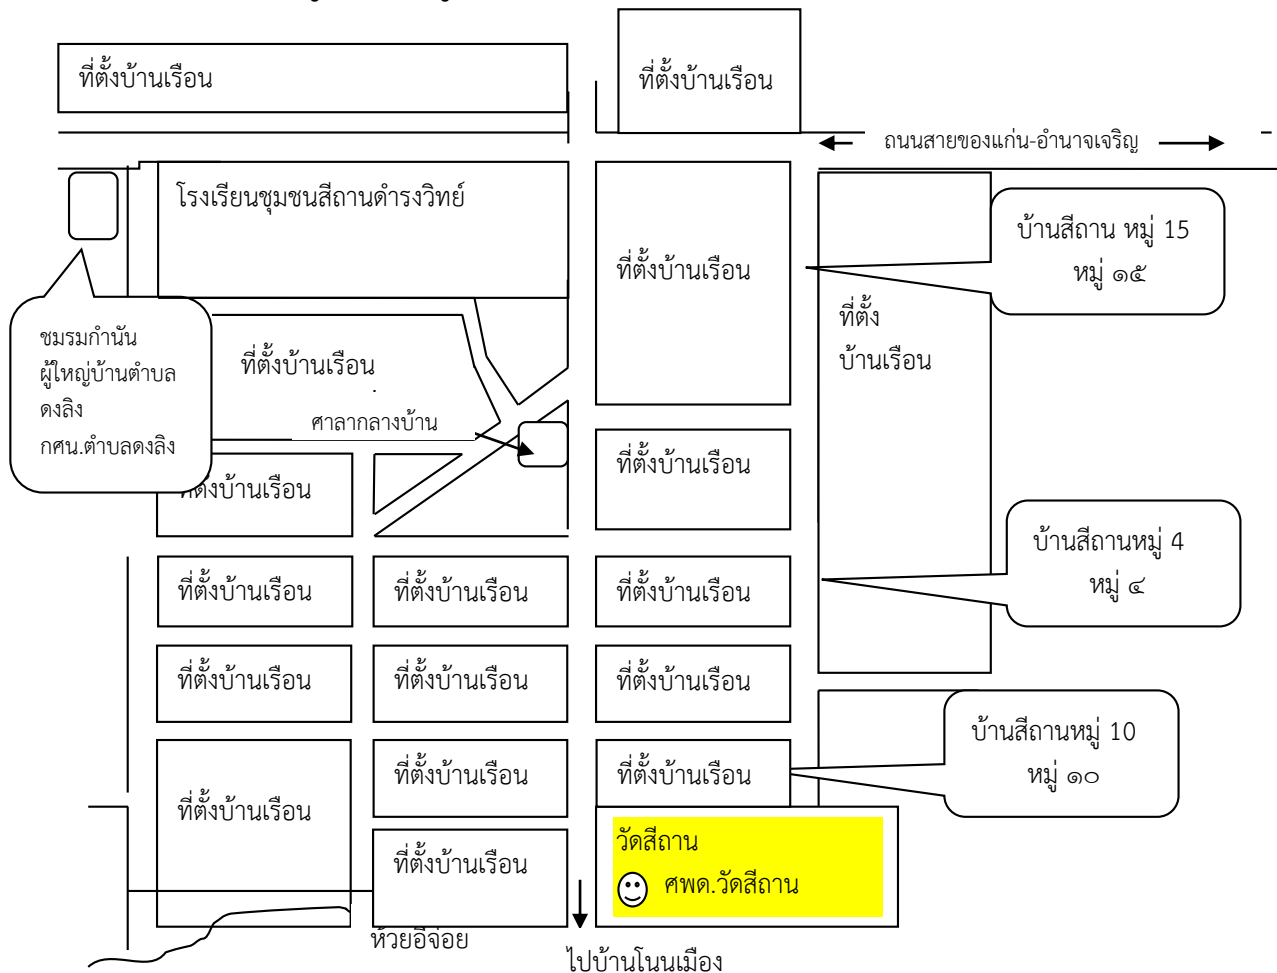 ที่ตั้งบ้านเรือน
ที่ตั้งบ้านเรือน
ถนนสายของแก่น-อำนาจเจริญ
โรงเรียนชุมชนสีถานดำรงวิทย์
บ้านสีถาน หมู่ 15
หมู่ ๑๕
ที่ตั้งบ้านเรือน
ที่ตั้ง
บ้านเรือน
ชมรมกำนัน
ผู้ใหญ่บ้านตำบล
ดงลิง
กศน.ตำบลดงลิง
ที่ตั้งบ้านเรือน
ศาลากลางบ้าน
ที่ตั้งบ้านเรือน
ที่ตั้งบ้านเรือน
บ้านสีถานหมู่ 4
หมู่ ๔
ที่ตั้งบ้านเรือน
ที่ตั้งบ้านเรือน
ที่ตั้งบ้านเรือน
ที่ตั้งบ้านเรือน
ที่ตั้งบ้านเรือน
ที่ตั้งบ้านเรือน
บ้านสีถานหมู่ 10
หมู่ ๑๐
ที่ตั้งบ้านเรือน
ที่ตั้งบ้านเรือน
ที่ตั้งบ้านเรือน
ที่ตั้งบ้านเรือน
วัดสีถาน
ศพด.วัดสีถาน
ห้วยอีจ่อย
ไปบ้านโนนเมือง